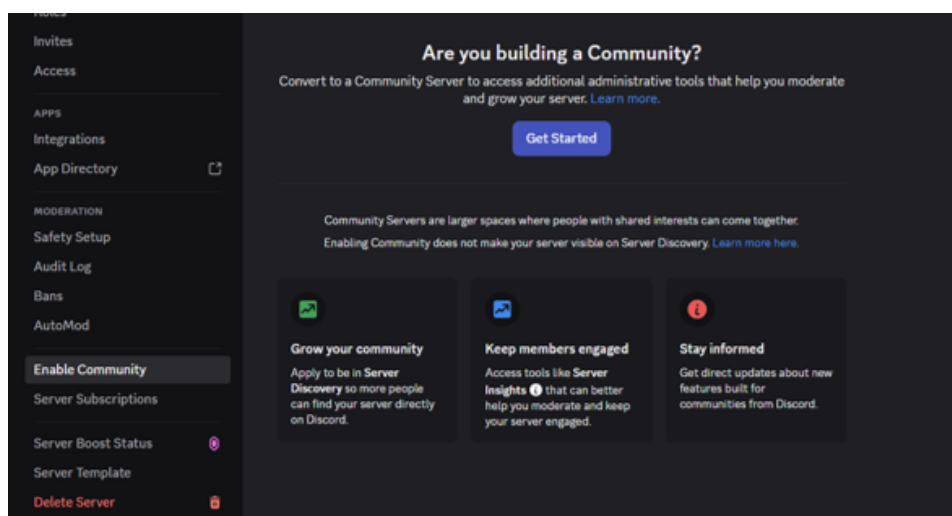 Roles
Invites
Access
APPS
Integrations
App Directory
MODERATION
Safety Setup
Audit Log
Bans
AutoMod
Enable Community
Server Subscriptions
Server Boost Status
Server Template
Delete Server
Are you building a Community?
Convert to a Community Server to access additional administrative tools that help you moderate
and grow your server. Learn more.
Get Started
Community Servers are larger spaces where people with shared interests can come together.
Enabling Community does not make your server visible on Server Discovery. Learn more here.
Grow your community
Apply to be in Server
Discovery so more people
can find your server directly
on Discord.
Keep members engaged
Access tools like Server
Insights that can better
help you moderate and keep
your server engaged.
Stay informed
Get direct updates about new
features built for
communities from Discord.